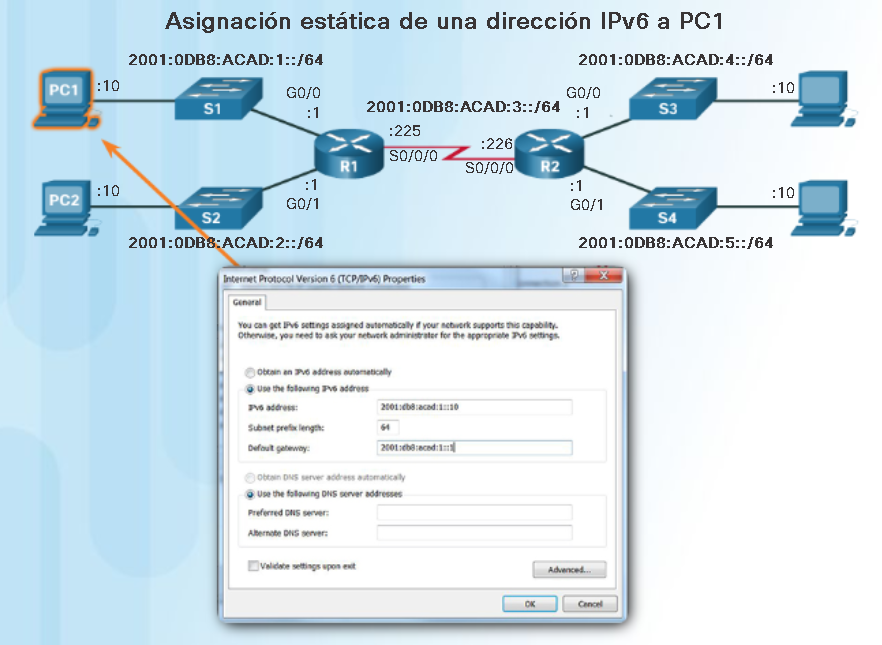 Asignación estática de una dirección IPv6 a PC1
2001:0DB8:ACAD:1::/64
2001:0DB8:ACAD:4::/64
PC1
:10
S1
G0/0
:1
2001:0DB8:ACAD:3::/64
G0/0
:1
S3
:10
:225
S0/0/0
R1
:226
S0/0/0
R2
PC2
:10
S2
:1
G0/1
:1
G0/1
S4
:10
2001:0DB8:ACAD:2::/64
2001:0DB8:ACAD:5::/64
Internet Protocol Version 6 (TCP/IPv6) Properties
General
You can get IPv6 settings assigned automatically if your network supports this capability.
Otherwise, you need to ask your network administrator for the appropriate IPv6 settings.
Obtain an IPv6 address automatically
Use the following IPv6 address
IPv6 address:
2001:db8:acad:1::10
Subnet prefix length:
64
Default gateway:
2001:db8:acad:1::1
Obtain DNS server address automatically
Use the following DNS server addresses
Preferred DNS server:
Alternate DNS server:
Validate settings upon exit
Advanced...
OK
Cancel